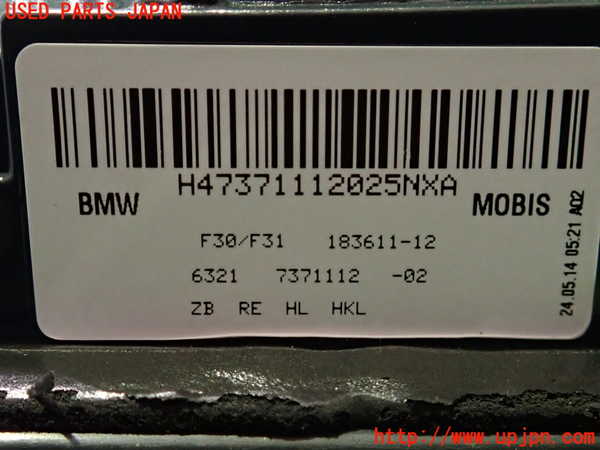 USED PARTS JAPAN
H47371112025NXA
BMW
MOBIS
F30/F31 183611-12
6321 7371112 -02
ZB RE HL HKL
24.05.14 05:21 A02
http://www.upjpn.com/